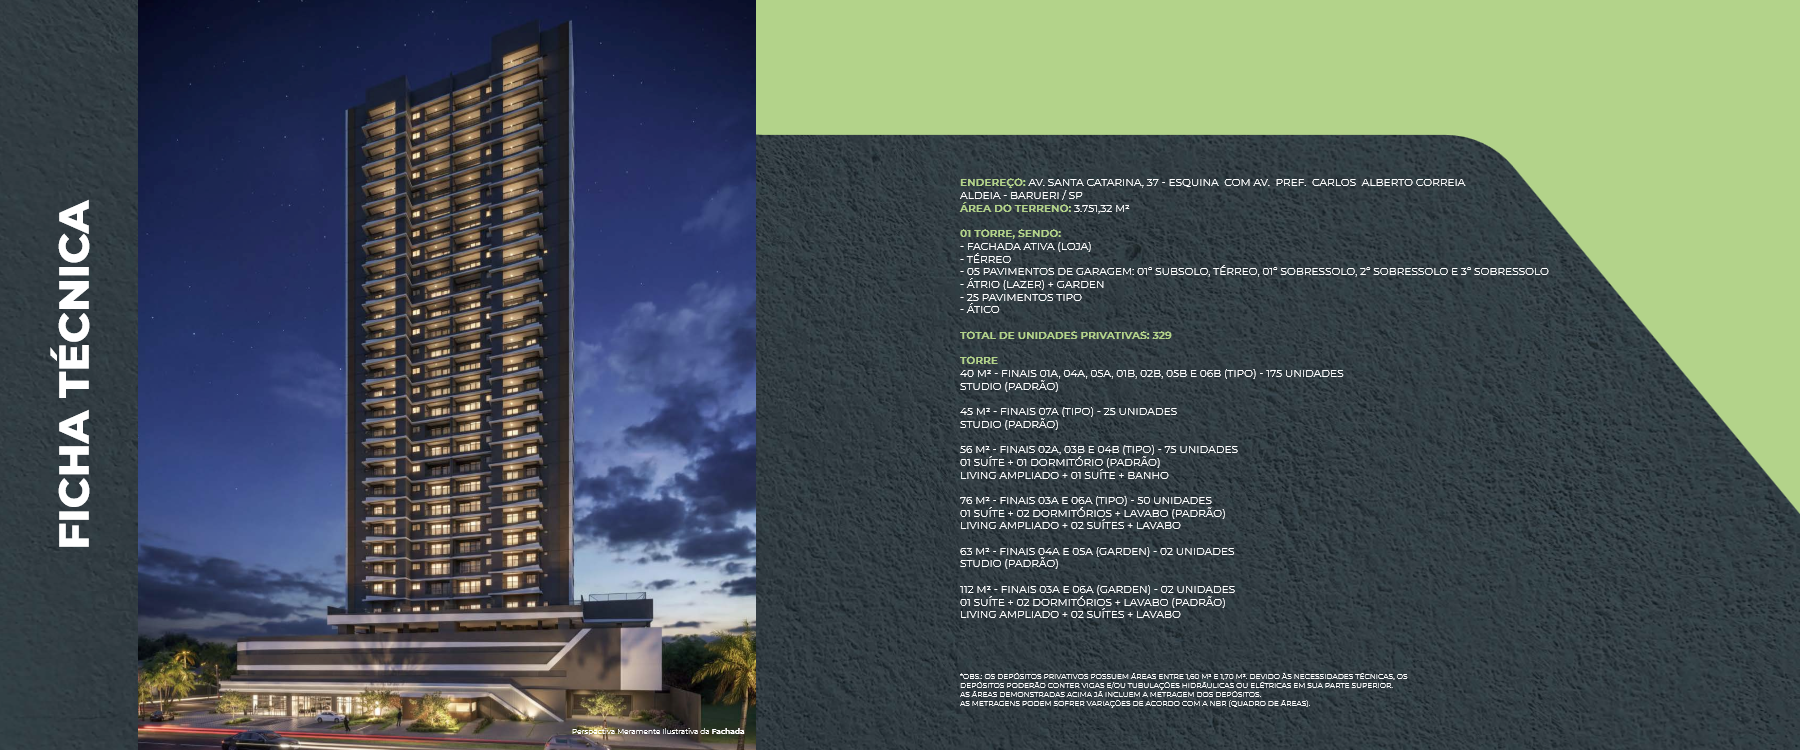 FICHA TÉCNICA
Perspectiva Meramente Ilustrativa da Fachada
ENDEREÇO: AV. SANTA CATARINA, 37 - ESQUINA COM AV. PREF. CARLOS ALBERTO CORREIA
ALDEIA - BARUERI / SP
ÁREA DO TERRENO: 3.751,32 M²
01 TORRE, SENDO:
- FACHADA ATIVA (LOJA)
- TÉRREO
- 05 PAVIMENTOS DE GARAGEM: 01º SUBSOLO, TÉRREO, 01º SOBRESSOLO, 2º SOBRESSOLO E 3º SOBRESSOLO
- ÁTRIO (LAZER) + GARDEN
- 25 PAVIMENTOS TIPO
- ÁTICO
TOTAL DE UNIDADES PRIVATIVAS: 329
TORRE
40 M² - FINAIS 01A, 04A, 05A, 01B, 02B, 05B E 06B (TIPO) - 175 UNIDADES
STUDIO (PADRÃO)
45 M² - FINAIS 07A (TIPO) - 25 UNIDADES
STUDIO (PADRÃO)
56 M² - FINAIS 02A, 03B E 04B (TIPO) - 75 UNIDADES
01 SUÍTE + 01 DORMITÓRIO (PADRÃO)
LIVING AMPLIADO + 01 SUÍTE + BANHO
76 M² - FINAIS 03A E 06A (TIPO) - 50 UNIDADES
01 SUÍTE + 02 DORMITÓRIOS + LAVABO (PADRÃO)
LIVING AMPLIADO + 02 SUÍTES + LAVABO
63 M² - FINAIS 04A E 05A (GARDEN) - 02 UNIDADES
STUDIO (PADRÃO)
112 M² - FINAIS 03A E 06A (GARDEN) - 02 UNIDADES
01 SUÍTE + 02 DORMITÓRIOS + LAVABO (PADRÃO)
LIVING AMPLIADO + 02 SUÍTES + LAVABO
*OBS.: OS DEPÓSITOS PRIVATIVOS POSSUEM ÁREAS ENTRE 1,60 M² E 1,70 M². DEVIDO ÀS NECESSIDADES TÉCNICAS, OS
DEPÓSITOS PODERÃO CONTER VIGAS E/OU TUBULAÇÕES HIDRÁULICAS OU ELÉTRICAS EM SUA PARTE SUPERIOR.
AS ÁREAS DEMONSTRADAS ACIMA JÁ INCLUEM A METRAGEM DOS DEPÓSITOS.
AS METRAGENS PODEM SOFRER VARIAÇÕES DE ACORDO COM A NBR (QUADRO DE ÁREAS).